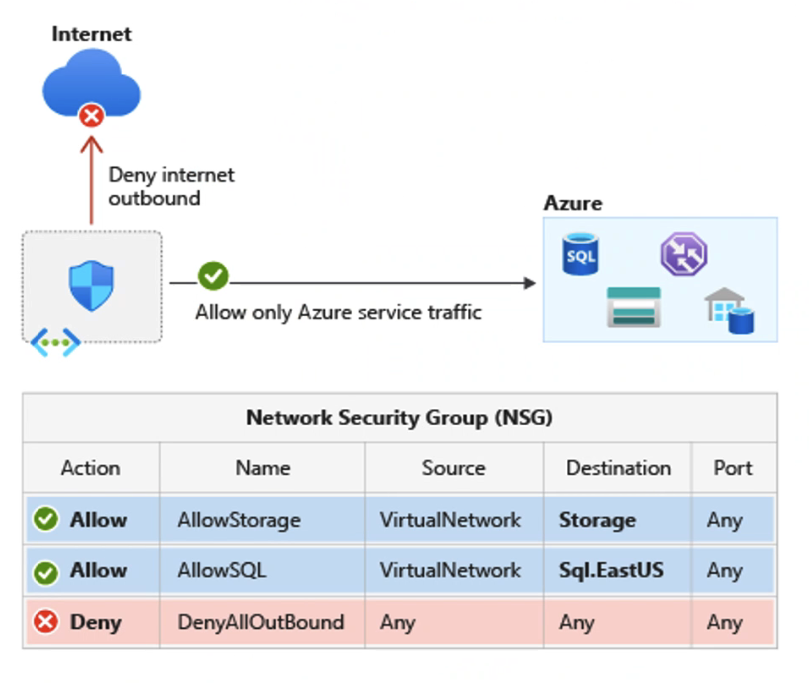 Internet
Deny internet
outbound
Azure
SQL
Allow only Azure service traffic
Network Security Group (NSG)
Action Name Source Destination Port
Allow AllowStorage VirtualNetwork Storage Any
Allow AllowSQL VirtualNetwork Sql.EastUS Any
Deny DenyAllOutBound Any Any Any